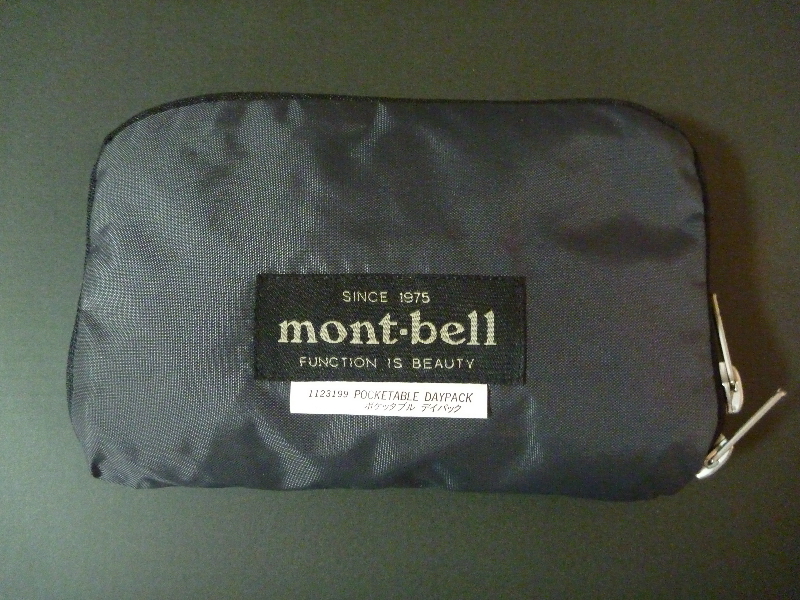 SINCE 1975
mont-bell
FUNCTION IS BEAUTY
1123199 POCKETABLE DAYPACK
ポケッタブル デイパック